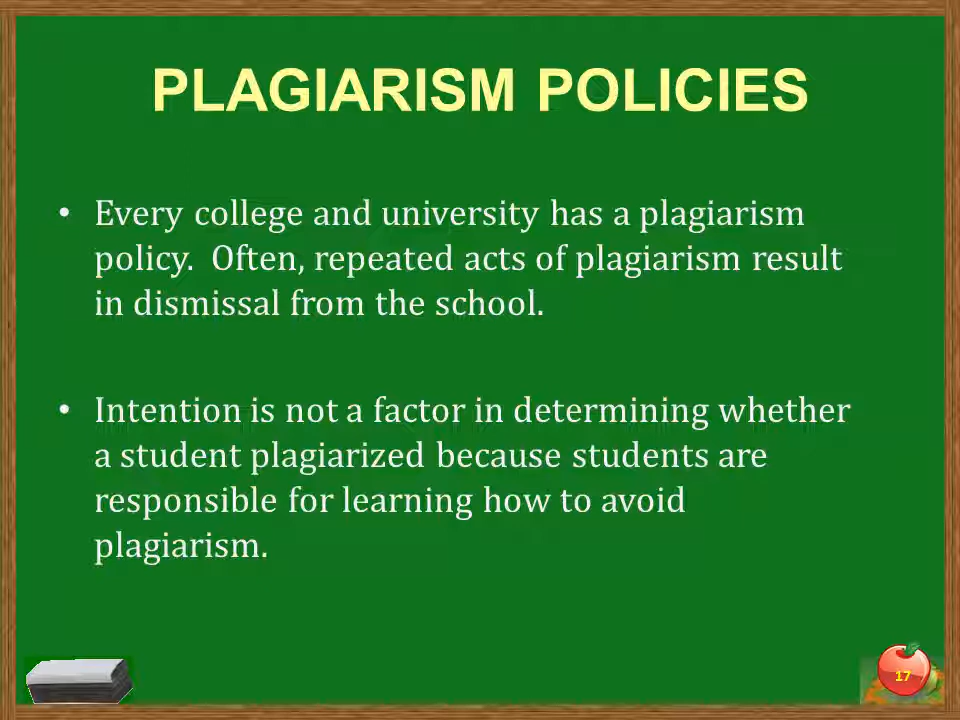 PLAGIARISM POLICIES
• Every college and university has a plagiarism
policy.  Often, repeated acts of plagiarism result
in dismissal from the school.
• Intention is not a factor in determining whether
a student plagiarized because students are
responsible for learning how to avoid
plagiarism.
17